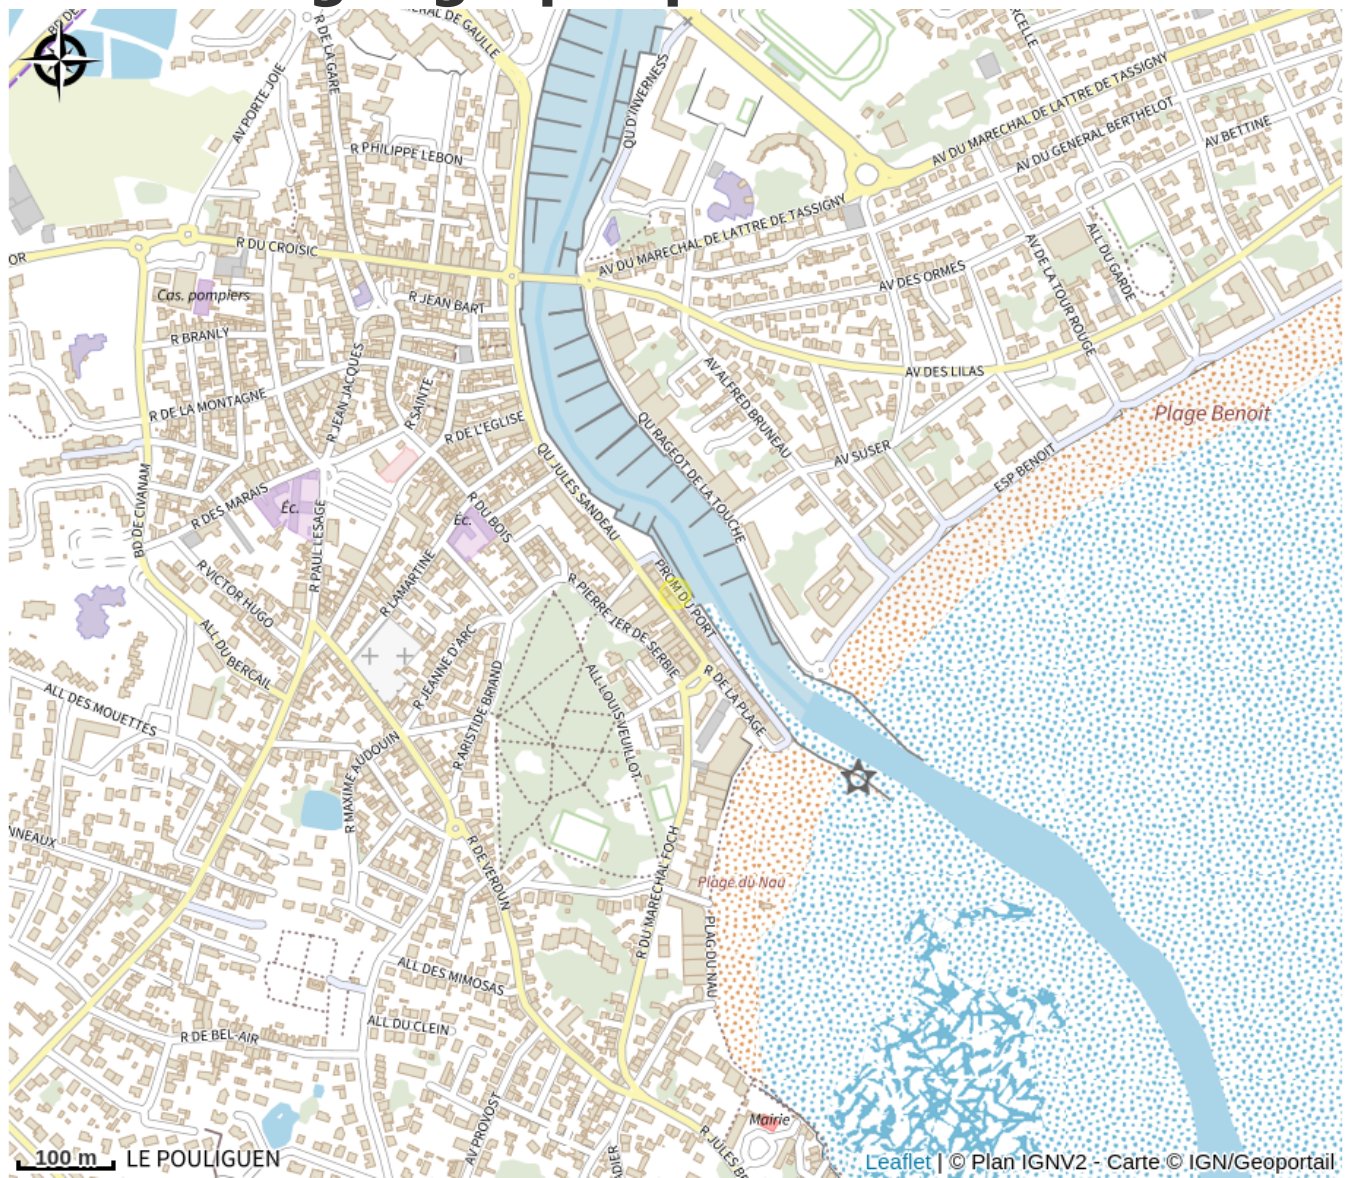 BD DE
R DE LA GARE
RAL DE GAULLE
RCELLE
AV PORTE JOIE
QU D'INVERNESS
AV DU MARECHAL DE LATTRE DE TASSIGNY
AV DU GENERAL BERTHELOT
AV BETTINE
R PHILIPPE LEBON
AV DU MARECHAL DE LATTRE DE TASSIGNY
OR
R DU CROISIC
AV DES ORMES
AV DE LA TOUR ROUGE
ALL DU GARDE
Cas. pompiers
R JEAN BART
R BRANLY
R JEAN JACQUES
AV ALFRED BRUNEAU
AV DES LILAS
R DE LA MONTAGNE
R SAINTE
Plage Benoit
R DE L'EGLISE
QU RAGEOT DE LA TOUCHE
AV SUSER
ESP BENOIT
QU JULES SANDEAU
BD DE CIVANAM
R DES MARAIS
Éc.
R PAUL LESAGE
R DU BOIS
Éc.
PROM DU PORT
R VICTOR HUGO
R LAMARTINE
R PIERRE 1ER DE SERBIE
ALL DU BERCAIL
R JEANNE D'ARC
R ARISTIDE BRIAND
ALL LOUIS VEUILLOT
R DE LA PLAGE
ALL DES MOUETTES
R MAXIME AUDOUIN
NNEAUX
R DE VERDUN
R DU MARECHAL FOCH
Plage du Nau
PLAG DU NAU
ALL DES MIMOSAS
ALL DU CLEIN
R DE BEL-AIR
AV PROVOST
DIER
R JULES BE
Mairie
100 m
LE POULIGUEN
Leaflet | © Plan IGNV2 - Carte © IGN/Geoportail